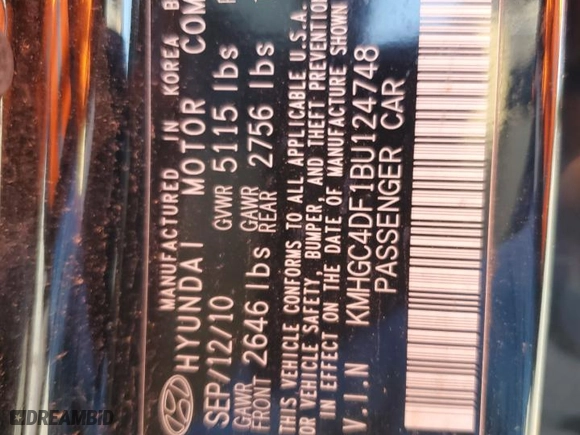 MANUFACTURED IN KOREA B
HYUNDAI MOTOR COM
SEP/12/10 GVWR 5115 lbs
GAWR FRONT 2646 lbs GAWR REAR 2756 lbs
THIS VEHICLE CONFORMS TO ALL APPLICABLE U.S.A.
OR VEHICLE SAFETY, BUMPER, AND THEFT PREVENTION
IN EFFECT ON THE DATE OF MANUFACTURE SHOWN
V.I.N KMHGC4DF1BU124748
PASSENGER CAR
DREAMBID